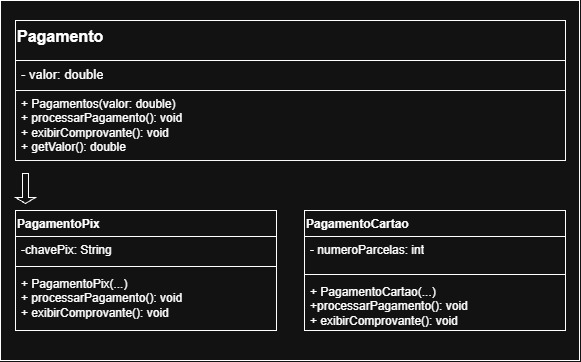 Pagamento
- valor: double
+ Pagamentos(valor: double)
+ processarPagamento(): void
+ exibirComprovante(): void
+ getValor(): double
PagamentoPix
-chavePix: String
+ PagamentoPix(...)
+ processarPagamento(): void
+ exibirComprovante(): void
PagamentoCartao
- numeroParcelas: int
+ PagamentoCartao(...)
+processarPagamento(): void
+ exibirComprovante(): void